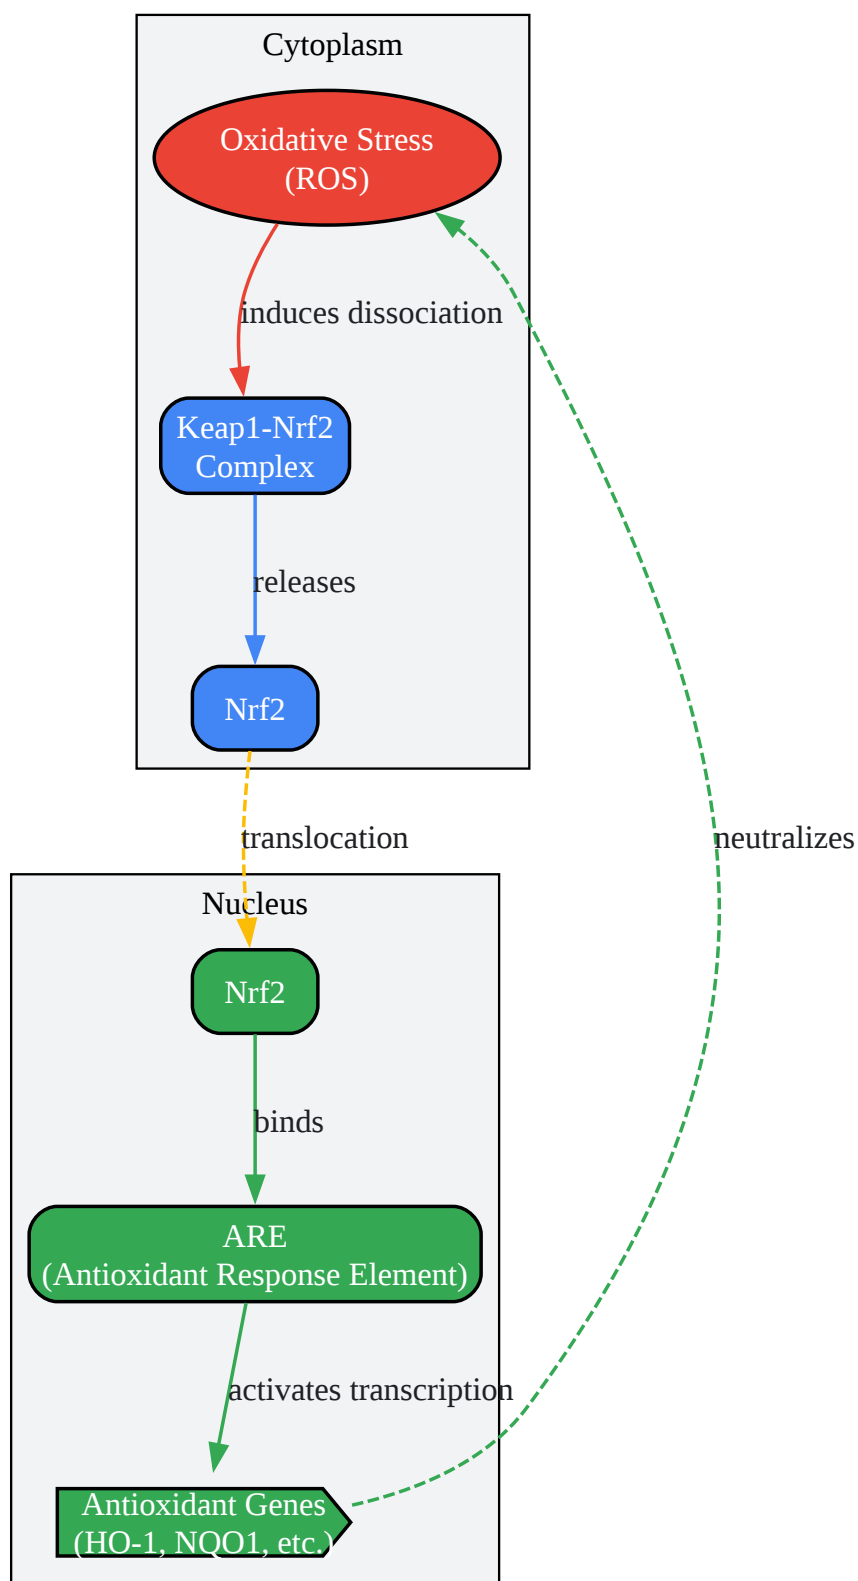 Cytoplasm
Oxidative Stress
(ROS)
induces dissociation
Keap1-Nrf2
Complex
releases
Nrf2
translocation
neutralizes
Nucleus
Nrf2
binds
ARE
(Antioxidant Response Element)
activates transcription
Antioxidant Genes
(HO-1, NQO1, etc.)